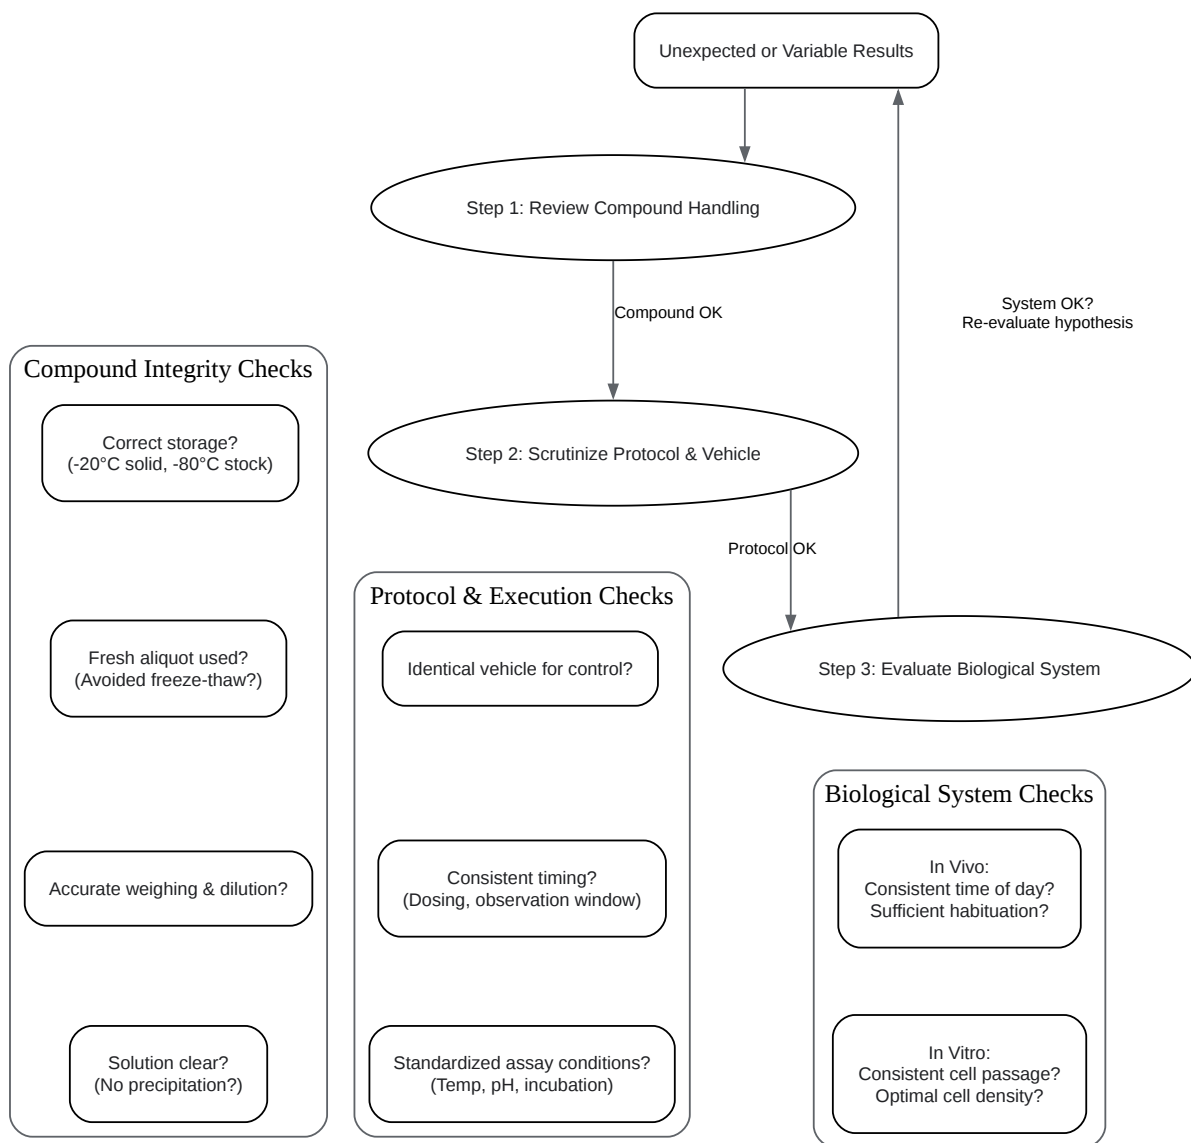 Unexpected or Variable Results
Step 1: Review Compound Handling
Compound OK
System OK?
Re-evaluate hypothesis
Step 2: Scrutinize Protocol & Vehicle
Protocol OK
Step 3: Evaluate Biological System
Compound Integrity Checks
Correct storage?
(-20°C solid, -80°C stock)
Fresh aliquot used?
(Avoided freeze-thaw?)
Accurate weighing & dilution?
Solution clear?
(No precipitation?)
Protocol & Execution Checks
Identical vehicle for control?
Consistent timing?
(Dosing, observation window)
Standardized assay conditions?
(Temp, pH, incubation)
Biological System Checks
In Vivo:
Consistent time of day?
Sufficient habituation?
In Vitro:
Consistent cell passage?
Optimal cell density?